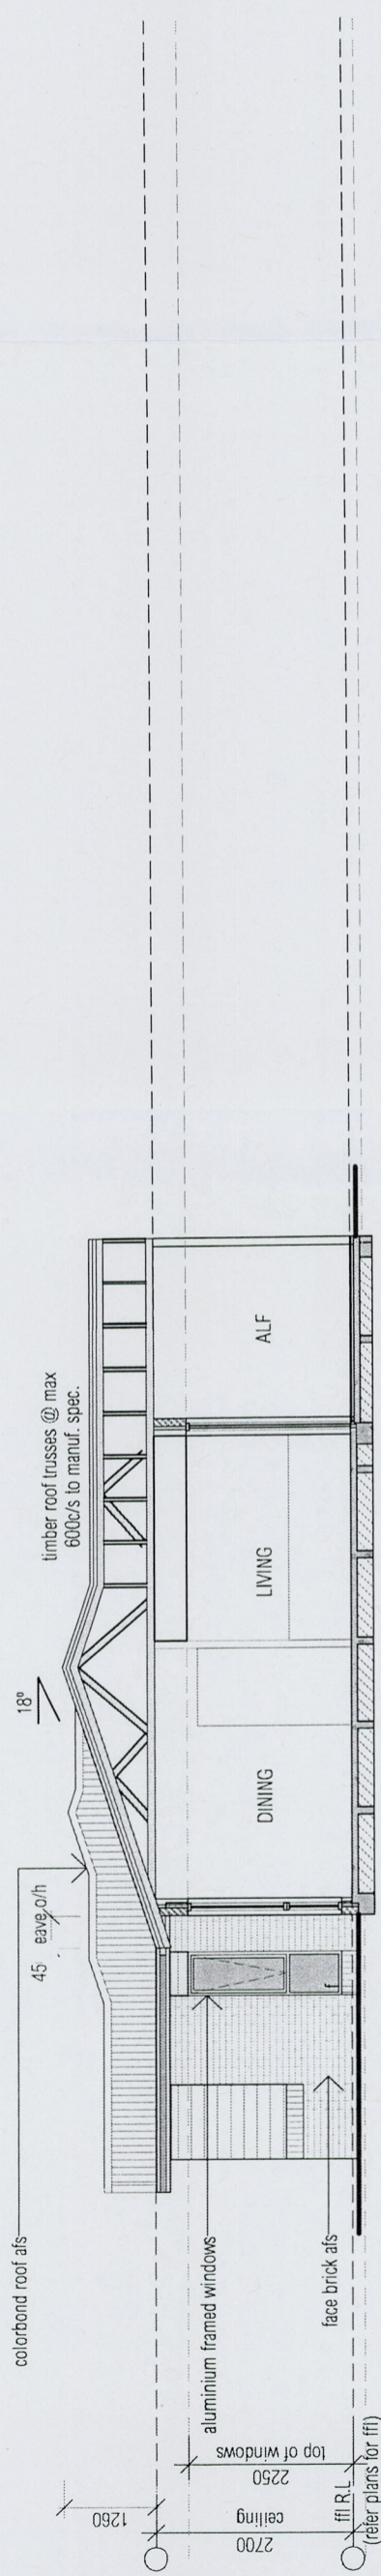 colorbond roof afs
45 eave o/h
18°
timber roof trusses @ max
600c/s to manuf. spec.
1260
2700
ceiling
2250
top of windows
aluminium framed windows
face brick afs
f
DINING
LIVING
ALF
ffl R.L
(refer plans for ffl)